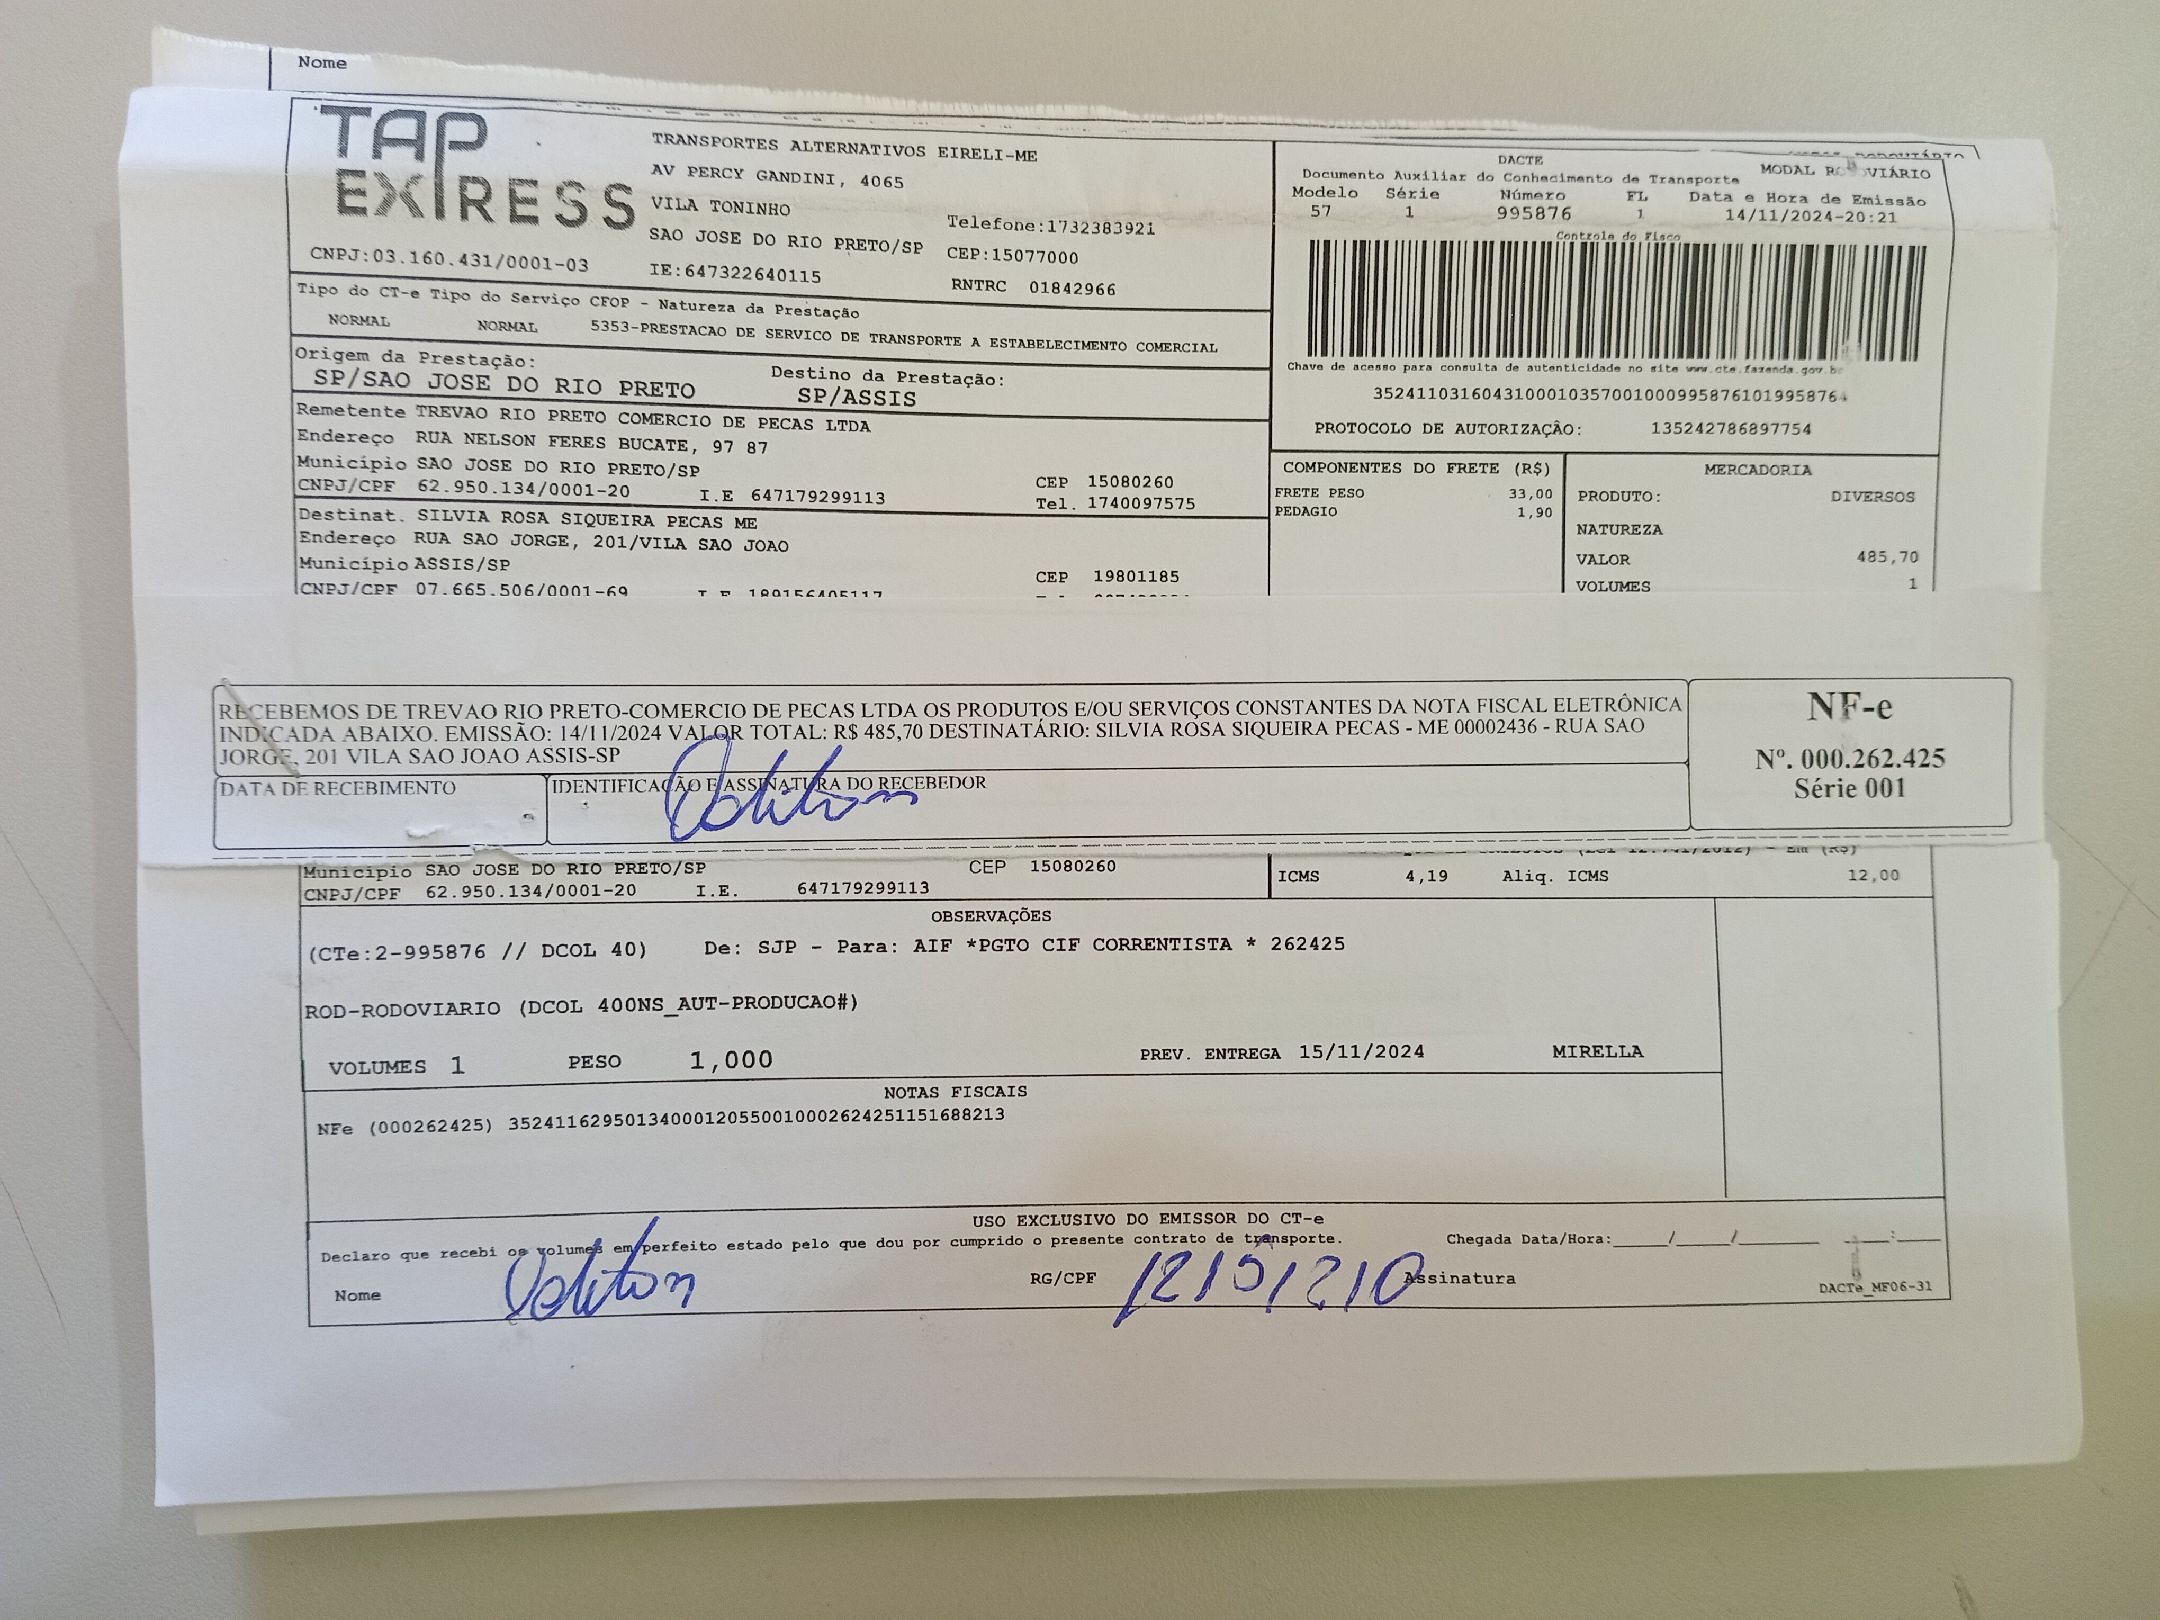 Nome
TAP EXPRESS
TRANSPORTES ALTERNATIVOS EIRELI-ME
AV PERCY GANDINI, 4065
VILA TONINHO
Telefone:1732383921
SAO JOSE DO RIO PRETO/SP CEP:15077000
CNPJ:03.160.431/0001-03 IE:647322640115 RNTRC 01842966
DACTE
Documento Auxiliar do Conhecimento de Transporte
MODAL RODOVIÁRIO
Modelo Série Número FL Data e Hora de Emissão
57 1 995876 1 14/11/2024-20:21
Controle do Fisco
Chave de acesso para consulta de autenticidade no site www.cte.fazenda.gov.br
PROTOCOLO DE AUTORIZAÇÃO: 135242786897754
Tipo do CT-e Tipo do Serviço CFOP - Natureza da Prestação
NORMAL NORMAL 5353-PRESTACAO DE SERVICO DE TRANSPORTE A ESTABELECIMENTO COMERCIAL
Origem da Prestação: Destino da Prestação:
SP/SAO JOSE DO RIO PRETO SP/ASSIS
Remetente TREVAO RIO PRETO COMERCIO DE PECAS LTDA
Endereço RUA NELSON FERES BUCATE, 97 87
Município SAO JOSE DO RIO PRETO/SP CEP 15080260
CNPJ/CPF 62.950.134/0001-20 I.E 647179299113 Tel. 1740097575
Destinat. SILVIA ROSA SIQUEIRA PECAS ME
Endereço RUA SAO JORGE, 201/VILA SAO JOAO
Município ASSIS/SP CEP 19801185
CNPJ/CPF 07.665.506/0001-69 I.E 189156405117
COMPONENTES DO FRETE (R$)
FRETE PESO 33,00
PEDAGIO 1,90
MERCADORIA
PRODUTO: DIVERSOS
NATUREZA
VALOR 485,70
VOLUMES 1
RECEBEMOS DE TREVAO RIO PRETO-COMERCIO DE PECAS LTDA OS PRODUTOS E/OU SERVIÇOS CONSTANTES DA NOTA FISCAL ELETRÔNICA
INDICADA ABAIXO. EMISSÃO: 14/11/2024 VALOR TOTAL: R$ 485,70 DESTINATÁRIO: SILVIA ROSA SIQUEIRA PECAS - ME 00002436 - RUA SAO
JORGE, 201 VILA SAO JOAO ASSIS-SP
DATA DE RECEBIMENTO IDENTIFICAÇÃO E ASSINATURA DO RECEBEDOR
NF-e
Nº. 000.262.425
Série 001
Município SAO JOSE DO RIO PRETO/SP CEP 15080260
CNPJ/CPF 62.950.134/0001-20 I.E. 647179299113
ICMS 4,19 Aliq. ICMS 12,00
OBSERVAÇÕES
(CTe:2-995876 // DCOL 40) De: SJP - Para: AIF *PGTO CIF CORRENTISTA * 262425
ROD-RODOVIARIO (DCOL 400NS_AUT-PRODUCAO#)
VOLUMES 1 PESO 1,000 PREV. ENTREGA 15/11/2024 MIRELLA
NOTAS FISCAIS
NFe (000262425) 35241162950134000120550010002624251151688213
USO EXCLUSIVO DO EMISSOR DO CT-e
Declaro que recebi os volumes em perfeito estado pelo que dou por cumprido o presente contrato de transporte. Chegada Data/Hora:____/____/____ ____:____
Nome RG/CPF Assinatura
DACTe_MF06-31